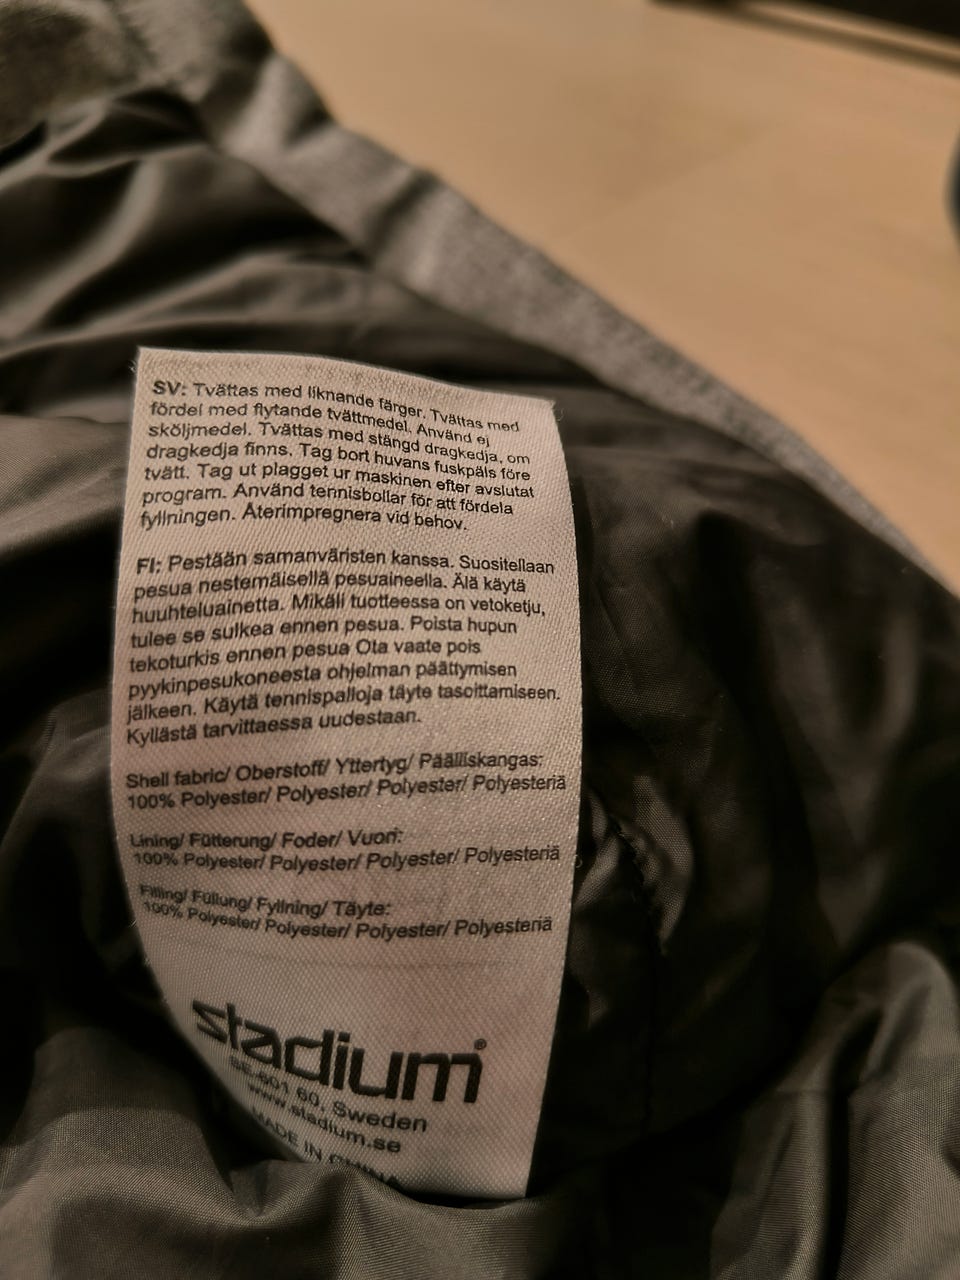 SV: Tvättas med liknande färger. Tvättas med
fördel med flytande tvättmedel. Använd ej
sköljmedel. Tvättas med stängd dragkedja, om
dragkedja finns. Tag bort huvans fuskpäls före
tvätt. Tag ut plagget ur maskinen efter avslutat
program. Använd tennisbollar för att fördela
fyllningen. Återimpregnera vid behov.
FI: Pestään samanväristen kanssa. Suositellaan
pesua nestemäisellä pesuaineella. Älä käytä
huuhteluainetta. Mikäli tuotteessa on vetoketju,
tulee se sulkea ennen pesua. Poista hupun
tekoturkis ennen pesua Ota vaate pois
pyykinpesukoneesta ohjelman päättymisen
jälkeen. Käytä tennispalloja täyte tasoittamiseen.
Kyllästä tarvittaessa uudestaan.
Shell fabric/ Oberstoff/ Yttertyg/ Päälliskangas:
100% Polyester/ Polyester/ Polyester/ Polyesteriä
Lining/ Fütterung/ Foder/ Vuori:
100% Polyester/ Polyester/ Polyester/ Polyesteriä
Filling/ Füllung/ Fyllning/ Täyte:
100% Polyester/ Polyester/ Polyester/ Polyesteriä
stadium®
SE-601 60, Sweden
www.stadium.se
MADE IN CHINA